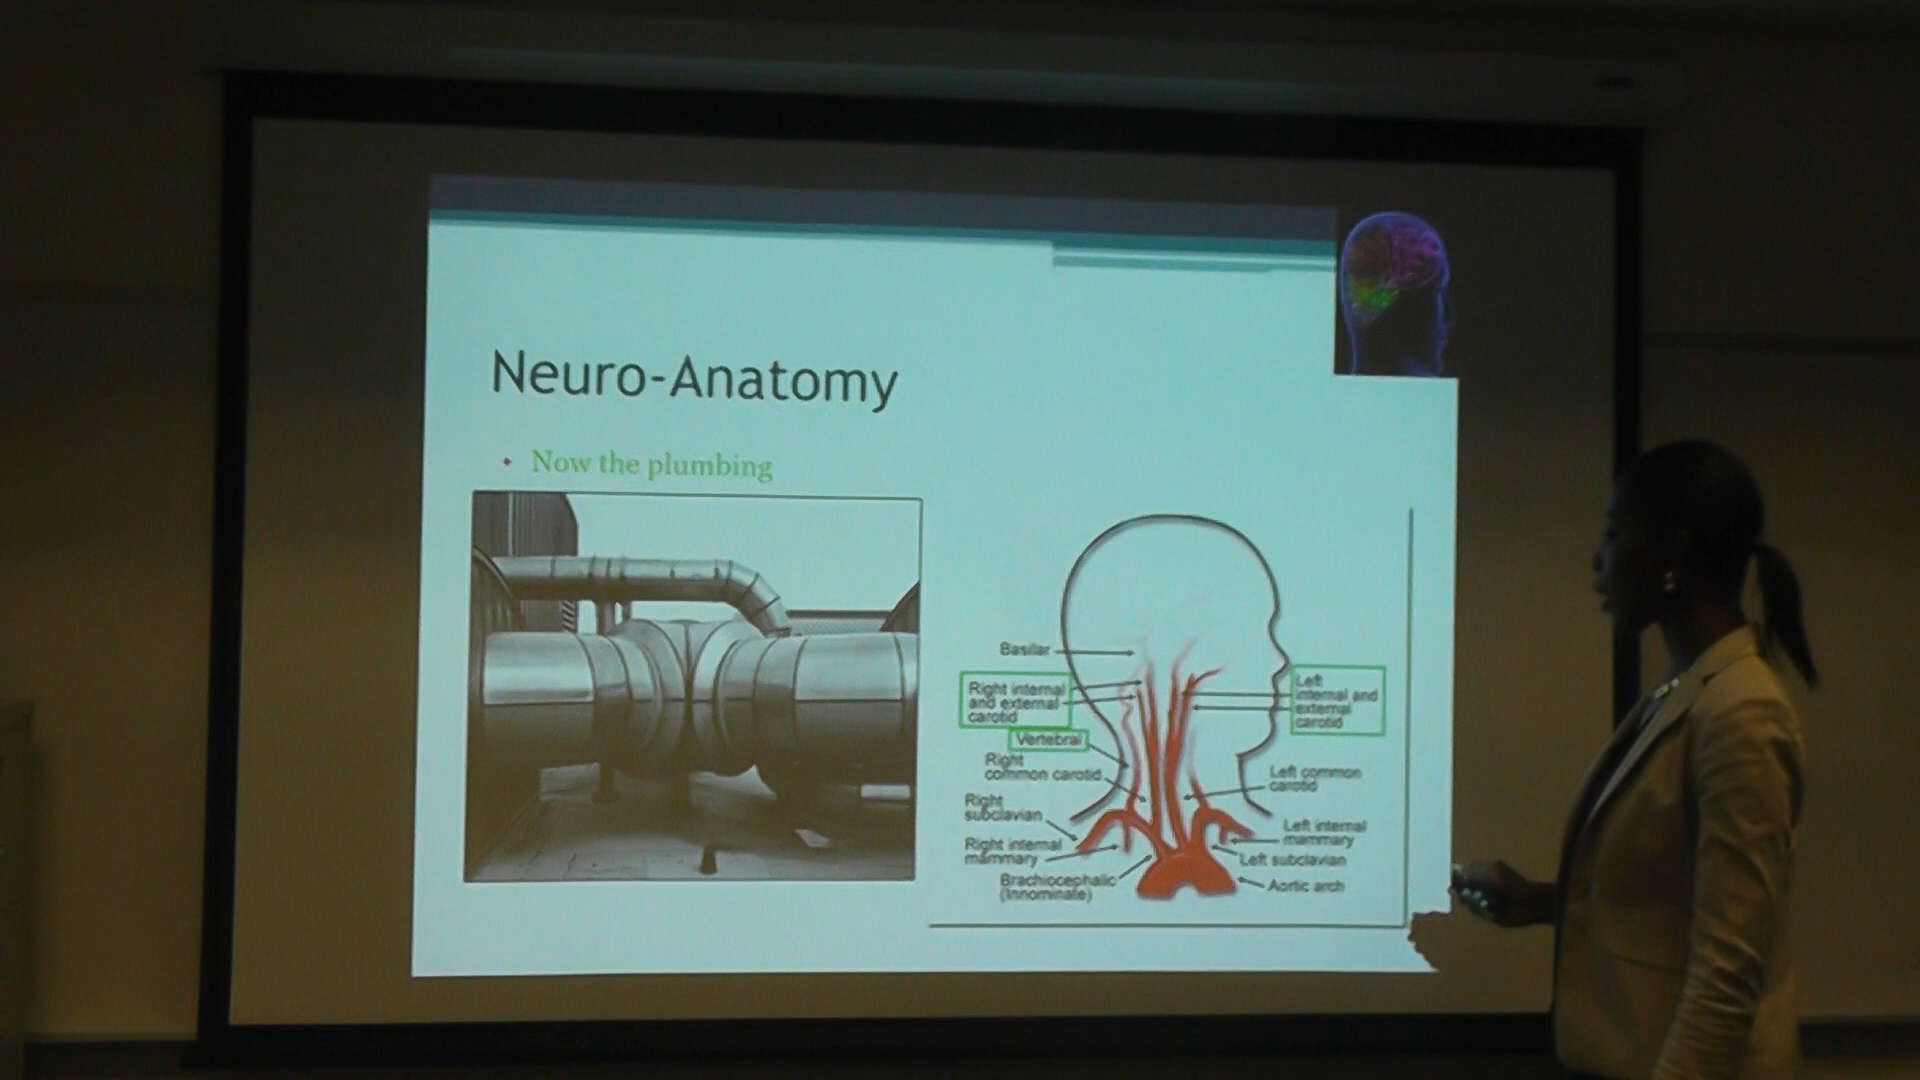 Neuro-Anatomy
• Now the plumbing
Basilar
Right internal
and external
carotid
Vertebral
Right
common carotid
Right
subclavian
Right internal
mammary
Brachiocephalic
(Innominate)
Left
internal and
external
carotid
Left common
carotid
Left internal
mammary
Left subclavian
Aortic arch